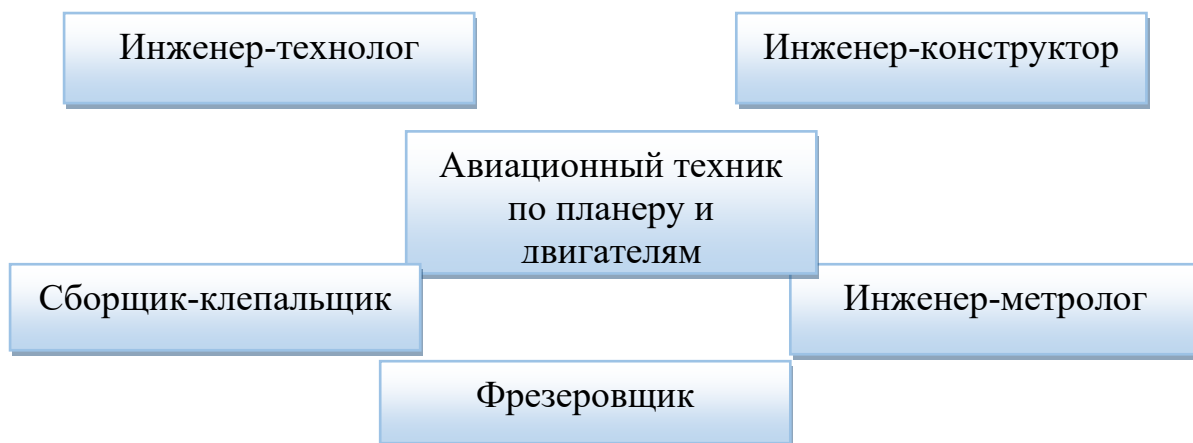 Инженер-технолог
Инженер-конструктор
Авиационный техник
по планеру и
двигателям
Сборщик-клепальщик
Инженер-метролог
Фрезеровщик